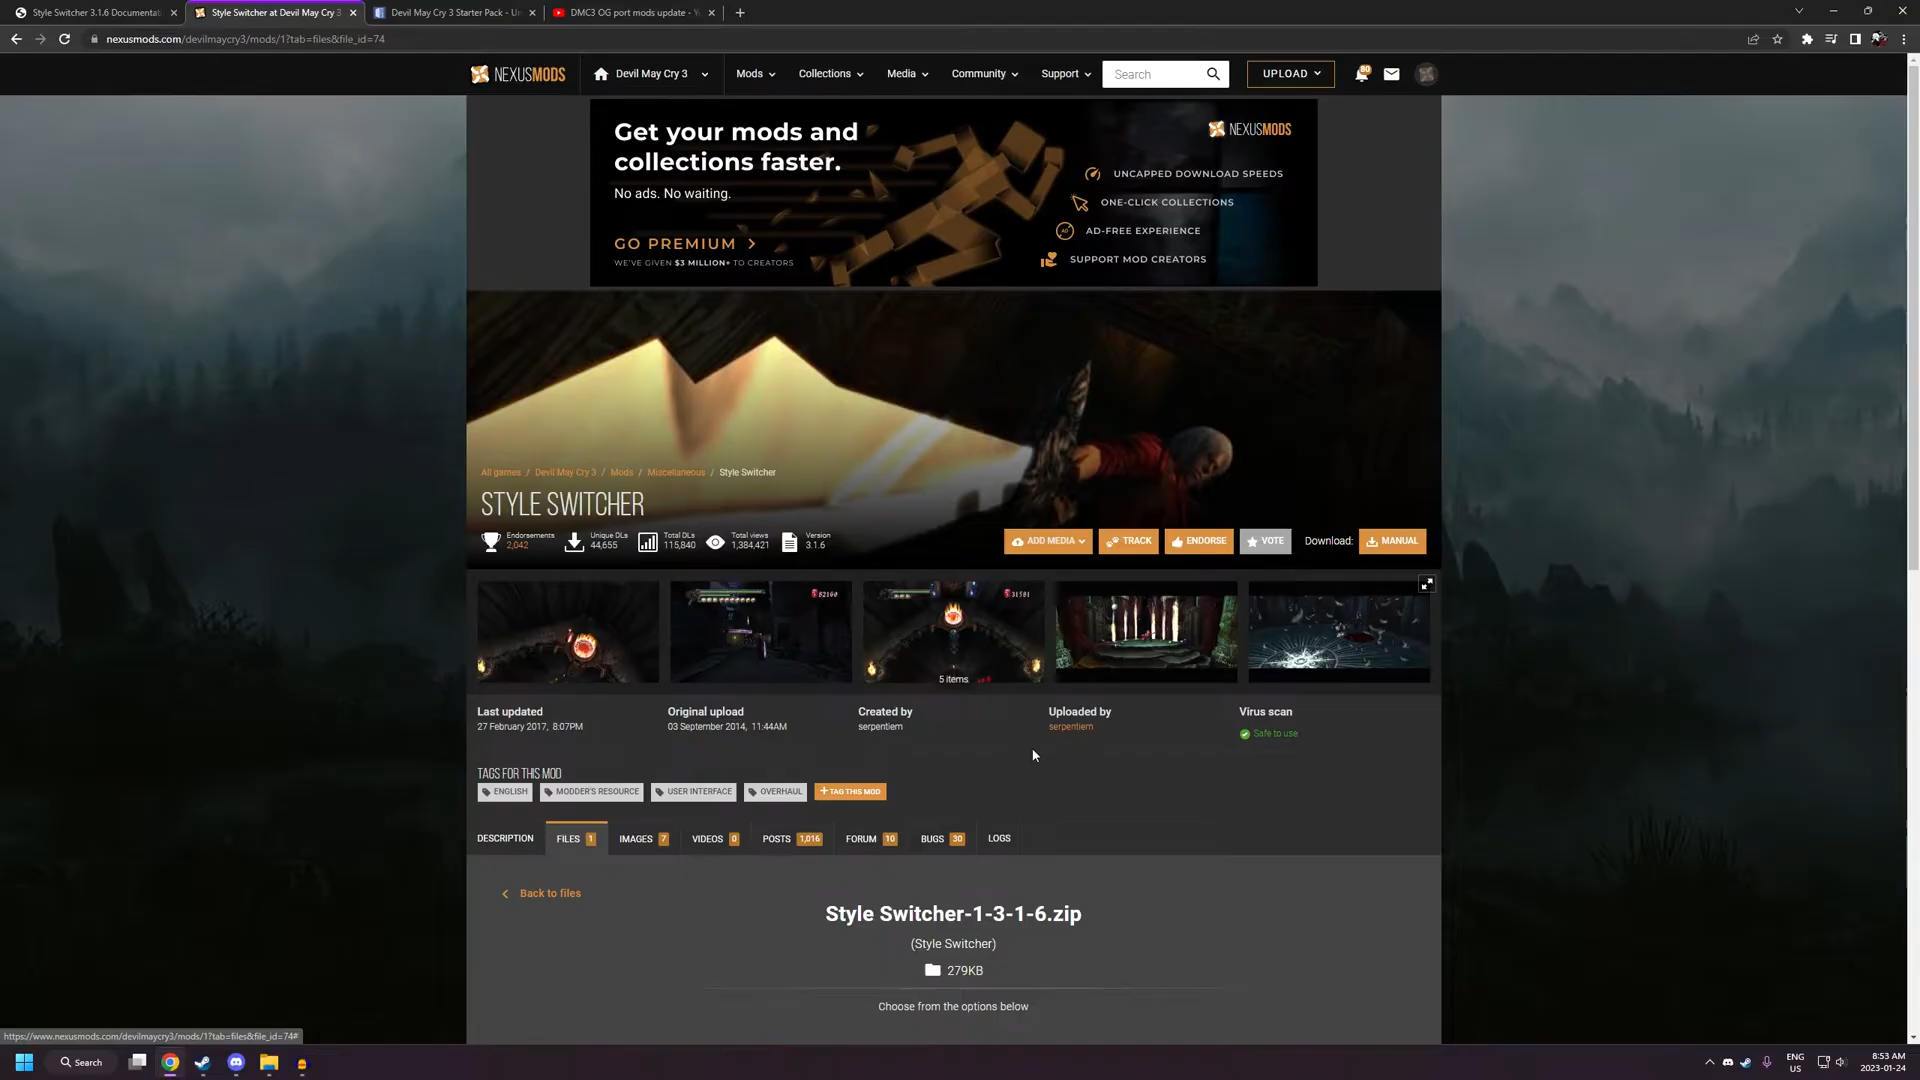 Style Switcher 3.1.6 Documentati
Style Switcher at Devil May Cry 3
Devil May Cry 3 Starter Pack - Un
DMC3 OG port mods update - Y
nexusmods.com/devilmaycry3/mods/1?tab=files&file_id=74
NEXUSMODS
Devil May Cry 3
Mods
Collections
Media
Community
Support
Search
UPLOAD
80
Get your mods and
collections faster.
No ads. No waiting.
GO PREMIUM >
WE'VE GIVEN $3 MILLION+ TO CREATORS
NEXUSMODS
UNCAPPED DOWNLOAD SPEEDS
ONE-CLICK COLLECTIONS
AD-FREE EXPERIENCE
SUPPORT MOD CREATORS
All games / Devil May Cry 3 / Mods / Miscellaneous / Style Switcher
STYLE SWITCHER
Endorsements
2,042
Unique DLs
44,655
Total DLs
115,840
Total views
1,384,421
Version
3.1.6
ADD MEDIA
TRACK
ENDORSE
VOTE
Download:
MANUAL
82160
31581
5 items
Last updated
27 February 2017, 8:07PM
Original upload
03 September 2014, 11:44AM
Created by
serpentiem
Uploaded by
serpentiem
Virus scan
Safe to use
TAGS FOR THIS MOD
ENGLISH
MODDER'S RESOURCE
USER INTERFACE
OVERHAUL
+ TAG THIS MOD
DESCRIPTION
FILES 1
IMAGES 7
VIDEOS 0
POSTS 1,016
FORUM 10
BUGS 30
LOGS
Back to files
Style Switcher-1-3-1-6.zip
(Style Switcher)
279KB
Choose from the options below
https://www.nexusmods.com/devilmaycry3/mods/1?tab=files&file_id=74#
Search
ENG
US
8:53 AM
2023-01-24